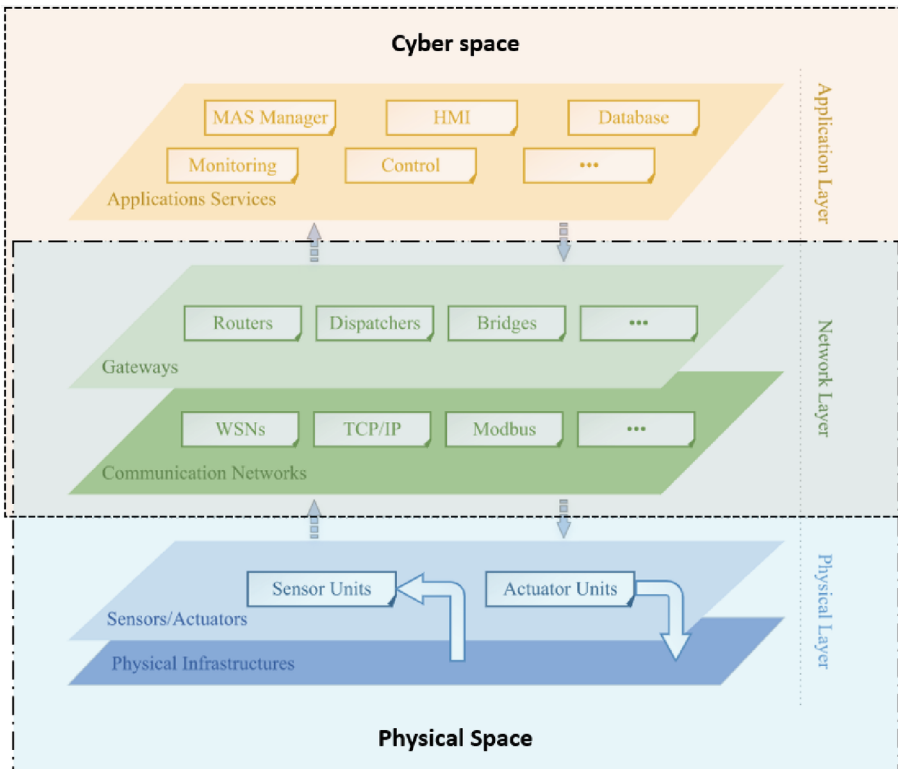 Cyber space
MAS Manager
HMI
Database
Monitoring
Control
•••
Applications Services
Application Layer
Routers
Dispatchers
Bridges
•••
Gateways
WSNs
TCP/IP
Modbus
•••
Communication Networks
Network Layer
Sensor Units
Actuator Units
Sensors/Actuators
Physical Infrastructures
Physical Layer
Physical Space